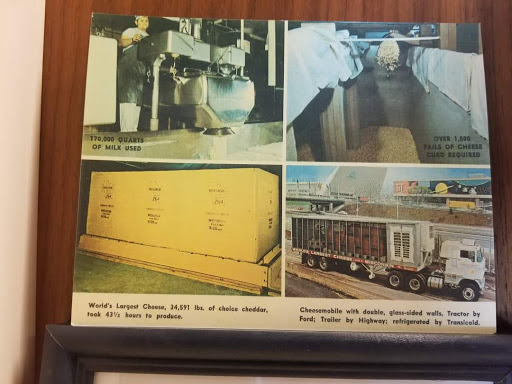 170,000 QUARTS
OF MILK USED
OVER 1,500
PAILS OF CHEESE
CURD REQUIRED
World's Largest Cheese, 34,591 lbs. of choice cheddar,
took 43½ hours to produce.
Cheesemobile with double, glass-sided walls. Tractor by
Ford; Trailer by Highway; refrigerated by Transicold.